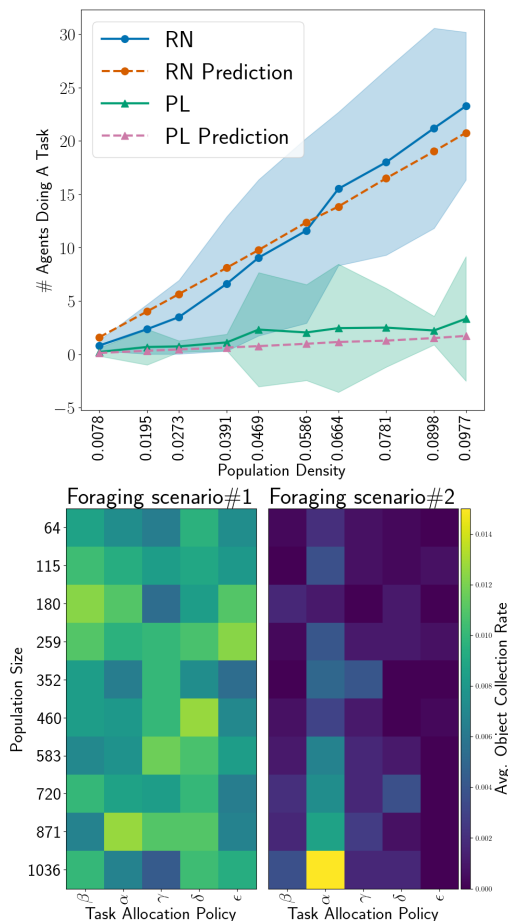 # Agents Doing A Task
30
25
20
15
10
5
0
−5
RN
RN Prediction
PL
PL Prediction
0.0078
0.0195
0.0273
0.0391
0.0469
0.0586
0.0664
0.0781
0.0898
0.0977
Population Density
Foraging scenario#1
Foraging scenario#2
Population Size
64
115
180
259
352
460
583
720
871
1036
β
α
γ
δ
ϵ
Task Allocation Policy
β
α
γ
δ
ϵ
Task Allocation Policy
0.014
0.012
0.010
0.008
0.006
0.004
0.002
0.000
Avg. Object Collection Rate